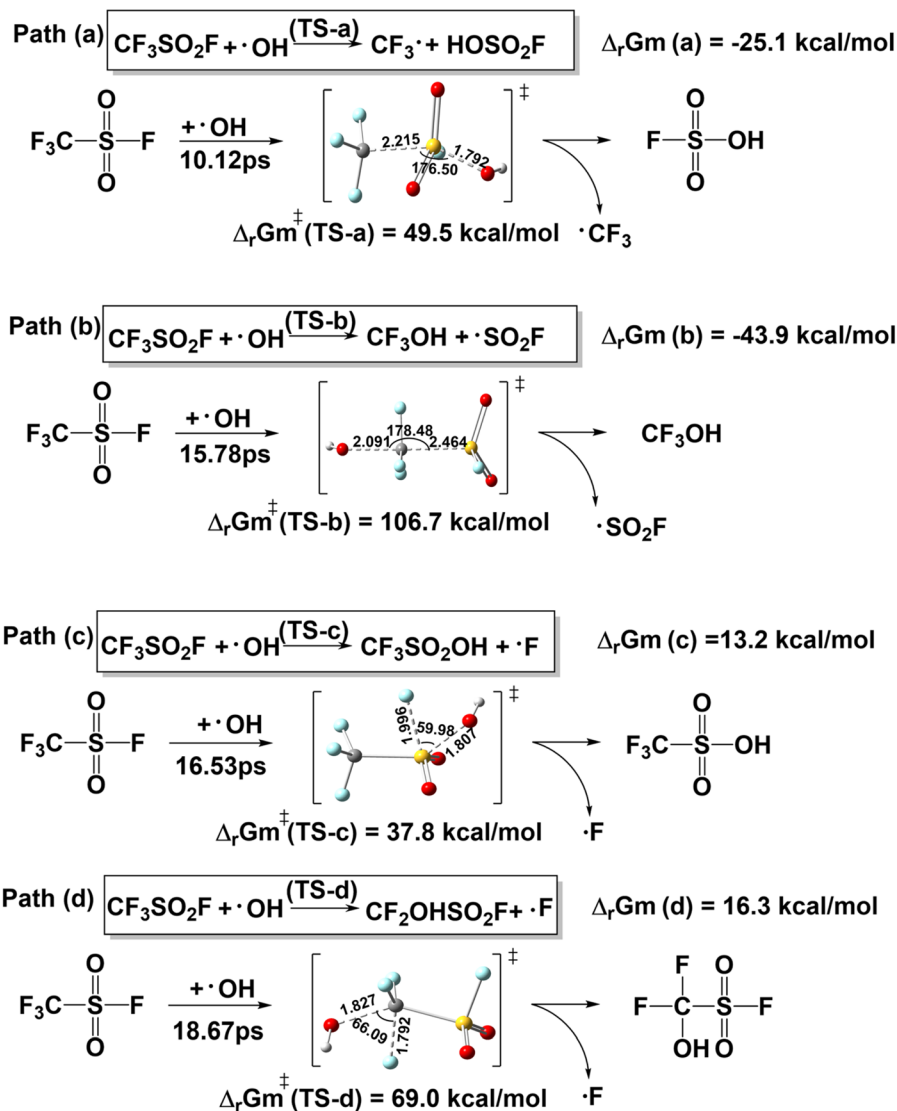 Path (a) CF₃SO₂F + ·OH (TS-a) CF₃· + HOSO₂F ΔrGm (a) = -25.1 kcal/mol
O
F₃C S F
O
+ ·OH
10.12ps
2.215
1.792
176.50
‡
O
F S OH
O
ΔrGm‡ (TS-a) = 49.5 kcal/mol ·CF₃
Path (b) CF₃SO₂F + ·OH (TS-b) CF₃OH + ·SO₂F ΔrGm (b) = -43.9 kcal/mol
O
F₃C S F
O
+ ·OH
15.78ps
178.48
2.091 2.464
‡
CF₃OH
ΔrGm‡ (TS-b) = 106.7 kcal/mol ·SO₂F
Path (c) CF₃SO₂F + ·OH (TS-c) CF₃SO₂OH + ·F ΔrGm (c) =13.2 kcal/mol
O
F₃C S F
O
+ ·OH
16.53ps
1.666
59.98
1.807
‡
O
F₃C S OH
O
ΔrGm‡ (TS-c) = 37.8 kcal/mol ·F
Path (d) CF₃SO₂F + ·OH (TS-d) CF₂OHSO₂F+ ·F ΔrGm (d) = 16.3 kcal/mol
O
F₃C S F
O
+ ·OH
18.67ps
1.827
66.09
1.792
‡
F O
F C S F
OH O
ΔrGm‡ (TS-d) = 69.0 kcal/mol ·F